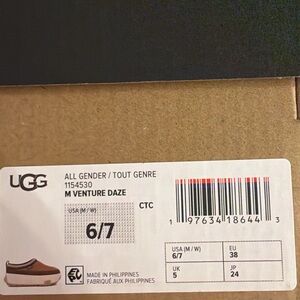 UGG
ALL GENDER / TOUT GENRE
1154530
M VENTURE DAZE
USA (M / W)
6/7
CTC
1 97634 18644 3
USA (M / W)
6/7
EU
38
UK
5
JP
24
MADE IN PHILIPPINES
FABRIQUÉ AUX PHILIPPINES